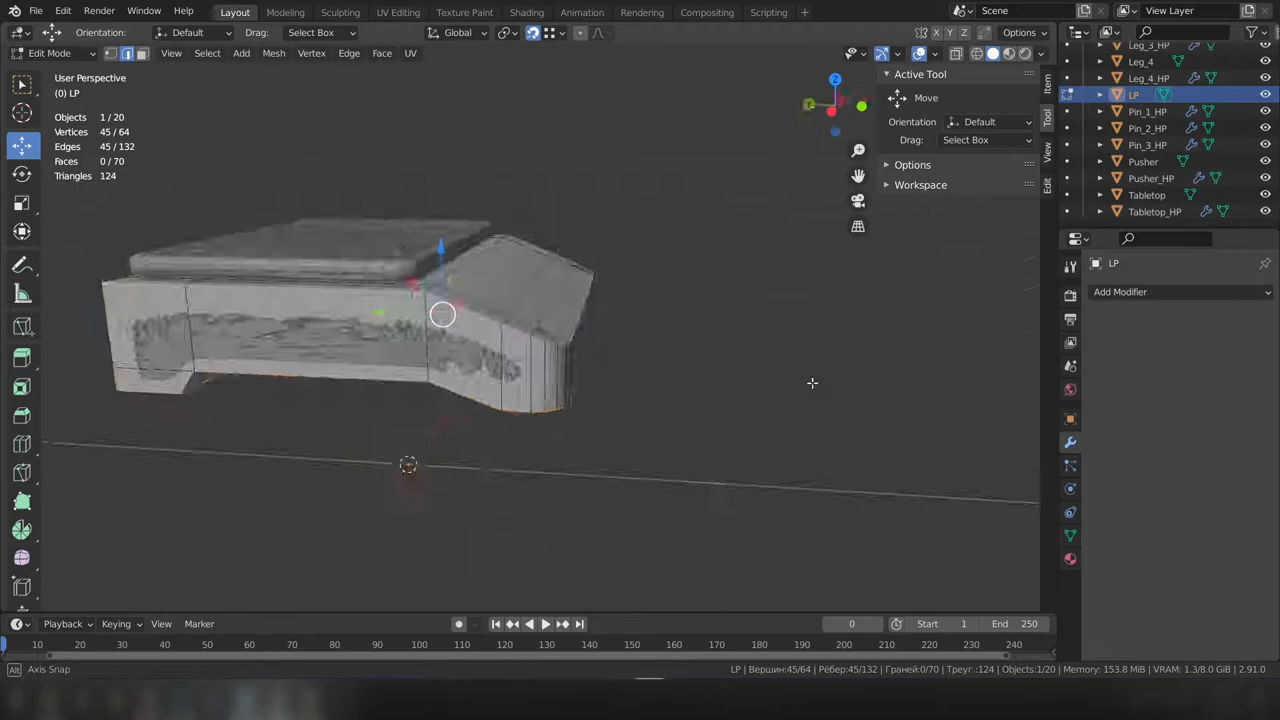 File Edit Render Window Help Layout Modeling Sculpting UV Editing Texture Paint Shading Animation Rendering Compositing Scripting + Scene View Layer
Orientation: Default Drag: Select Box Global X Y Z Options
Edit Mode View Select Add Mesh Vertex Edge Face UV
User Perspective
(0) LP
Objects 1 / 20
Vertices 45 / 64
Edges 45 / 132
Faces 0 / 70
Triangles 124
Z
Active Tool
Move
Orientation Default
Drag: Select Box
Options
Workspace
Item
Tool
View
Edit
Leg_3_HP
Leg_4
Leg_4_HP
LP
Pin_1_HP
Pin_2_HP
Pin_3_HP
Pusher
Pusher_HP
Tabletop
Tabletop_HP
LP
Add Modifier
Playback Keying View Marker 0 Start 1 End 250
10 20 30 40 50 60 70 80 90 100 110 120 130 140 150 160 170 180 190 200 210 220 230 240
Alt Axis Snap LP | Вершин:45/64 | Рёбер:45/132 | Граней:0/70 | Треуг.:124 | Objects:1/20 | Memory: 153.8 MiB | VRAM: 1.3/8.0 GiB | 2.91.0